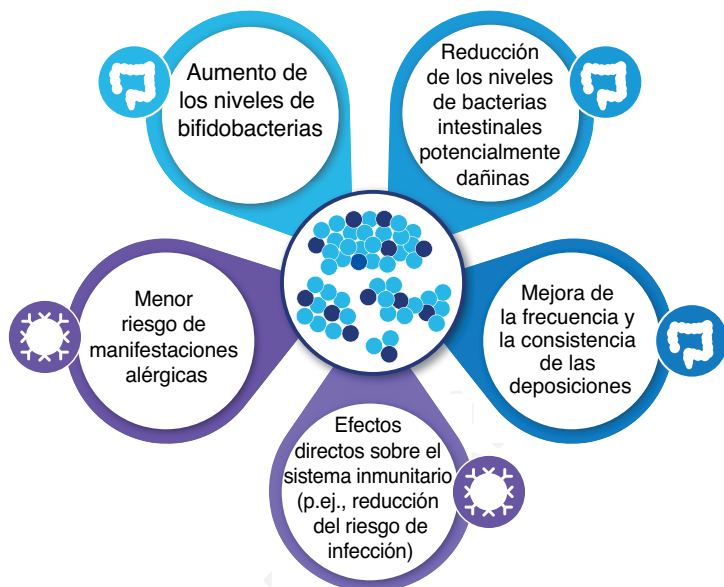 Aumento de
los niveles de
bifidobacterias
Reducción
de los niveles
de bacterias
intestinales
potencialmente
dañinas
Menor
riesgo de
manifestaciones
alérgicas
Mejora de
la frecuencia y
la consistencia
de las
deposiciones
Efectos
directos sobre el
sistema inmunitario
(p.ej., reducción
del riesgo de
infección)